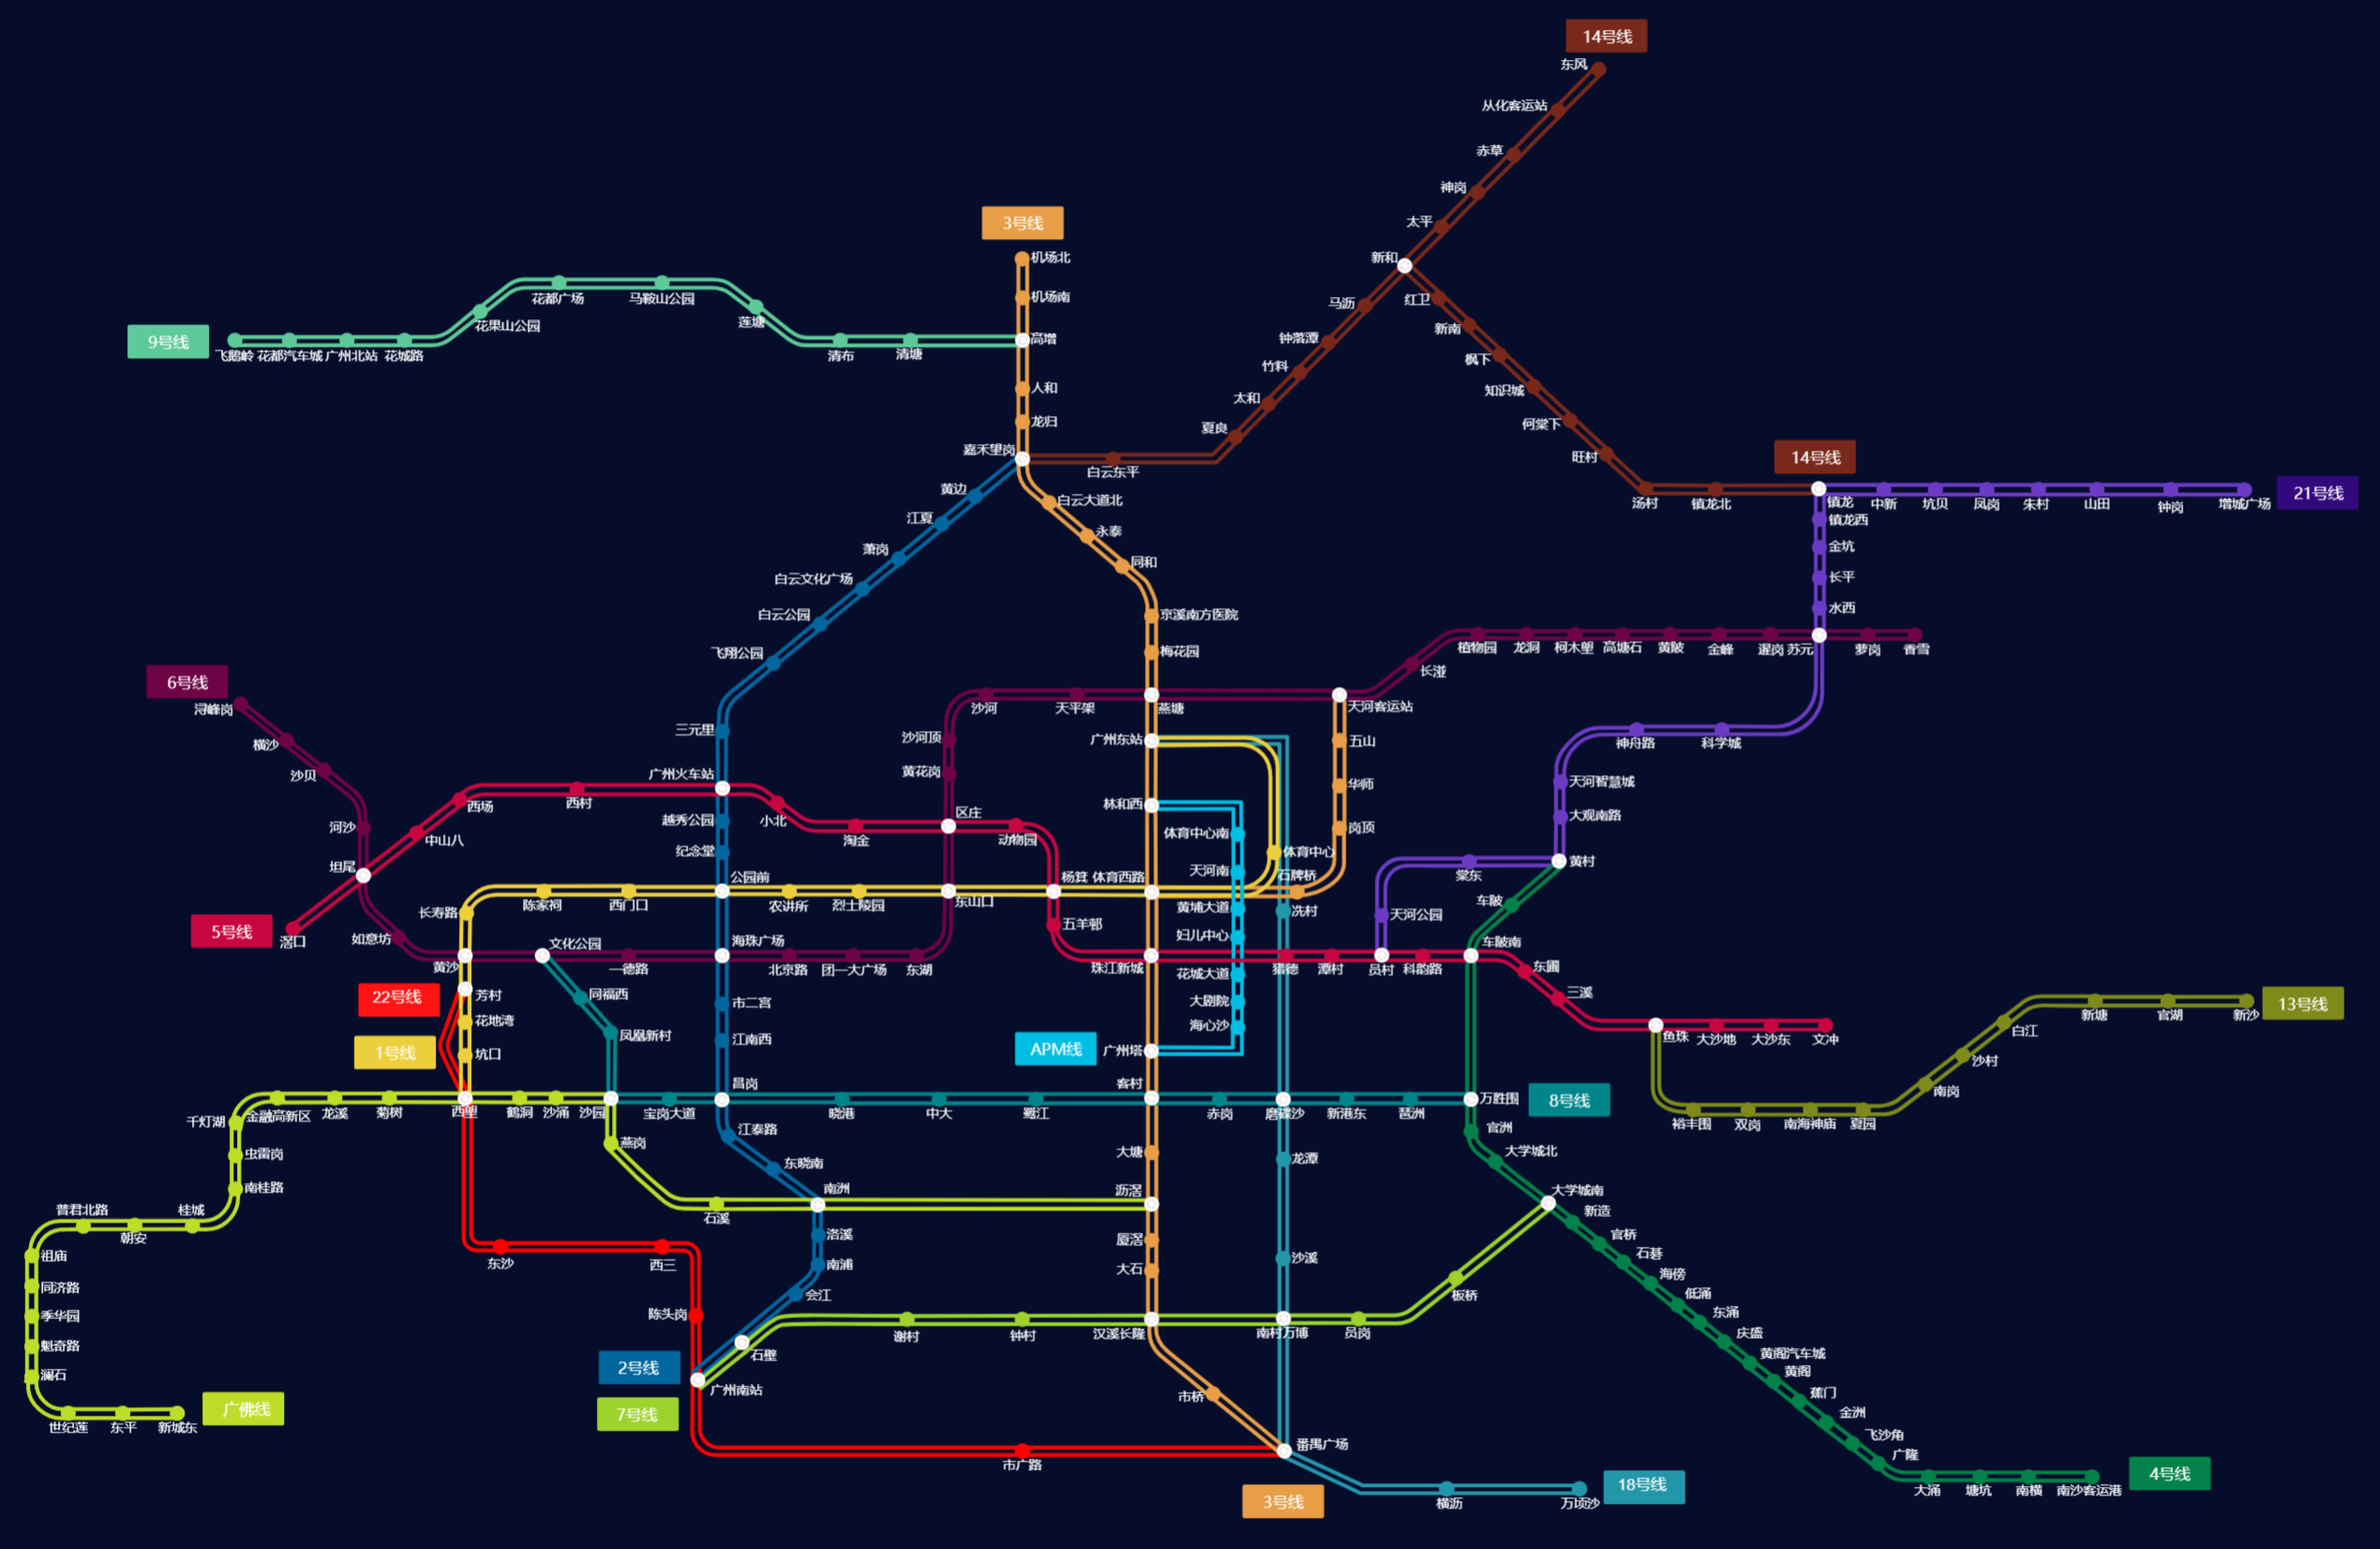 14号线
东风
从化客运站
赤草
神岗
太平
新和
马沥
钟落潭
竹料
太和
夏良
白云东平
红卫
新南
枫下
知识城
何棠下
旺村
汤村
镇龙北
14号线
镇龙
中新
坑贝
凤岗
朱村
山田
钟岗
增城广场
21号线
镇龙西
金坑
长平
水西
苏元
科学城
神舟路
天河智慧城
大观南路
黄村
棠东
天河公园
员村
3号线
机场北
机场南
高增
人和
龙归
嘉禾望岗
白云大道北
永泰
同和
京溪南方医院
梅花园
燕塘
广州东站
林和西
体育西路
珠江新城
广州塔
客村
大塘
沥滘
厦滘
大石
汉溪长隆
市桥
番禺广场
3号线
天河客运站
五山
华师
岗顶
石牌桥
9号线
飞鹅岭
花都汽车城
广州北站
花城路
花果山公园
花都广场
马鞍山公园
莲塘
清布
清塘
黄边
江夏
萧岗
白云文化广场
白云公园
飞翔公园
三元里
广州火车站
越秀公园
纪念堂
公园前
海珠广场
市二宫
江南西
昌岗
江泰路
东晓南
南洲
洛溪
南浦
会江
石壁
广州南站
2号线
7号线
谢村
钟村
南村万博
员岗
板桥
大学城南
6号线
浔峰岗
横沙
沙贝
河沙
坦尾
如意坊
黄沙
文化公园
一德路
北京路
团一大广场
东湖
东山口
区庄
黄花岗
沙河顶
沙河
天平架
长湴
植物园
龙洞
柯木塱
高塘石
黄陂
金峰
暹岗
萝岗
香雪
5号线
滘口
中山八
西场
西村
小北
淘金
动物园
杨箕
五羊邨
猎德
潭村
科韵路
车陂南
东圃
三溪
鱼珠
大沙地
大沙东
文冲
13号线
裕丰围
双岗
南海神庙
夏园
南岗
沙村
白江
新塘
官湖
新沙
22号线
1号线
长寿路
陈家祠
西门口
农讲所
烈士陵园
体育中心
芳村
花地湾
坑口
西塱
东沙
西三
陈头岗
市广路
APM线
体育中心南
天河南
黄埔大道
妇儿中心
花城大道
大剧院
海心沙
冼村
磨碟沙
龙潭
沙溪
横沥
万顷沙
18号线
同福西
凤凰新村
沙园
宝岗大道
晓港
中大
鹭江
赤岗
新港东
琶洲
万胜围
8号线
车陂
官洲
大学城北
新造
官桥
石碁
海傍
低涌
东涌
庆盛
黄阁汽车城
黄阁
蕉门
金洲
飞沙角
广隆
大涌
塘坑
南横
南沙客运港
4号线
沙涌
鹤洞
菊树
龙溪
金融高新区
千灯湖
虫雷岗
南桂路
桂城
朝安
普君北路
祖庙
同济路
季华园
魁奇路
澜石
世纪莲
东平
新城东
广佛线
燕岗
石溪